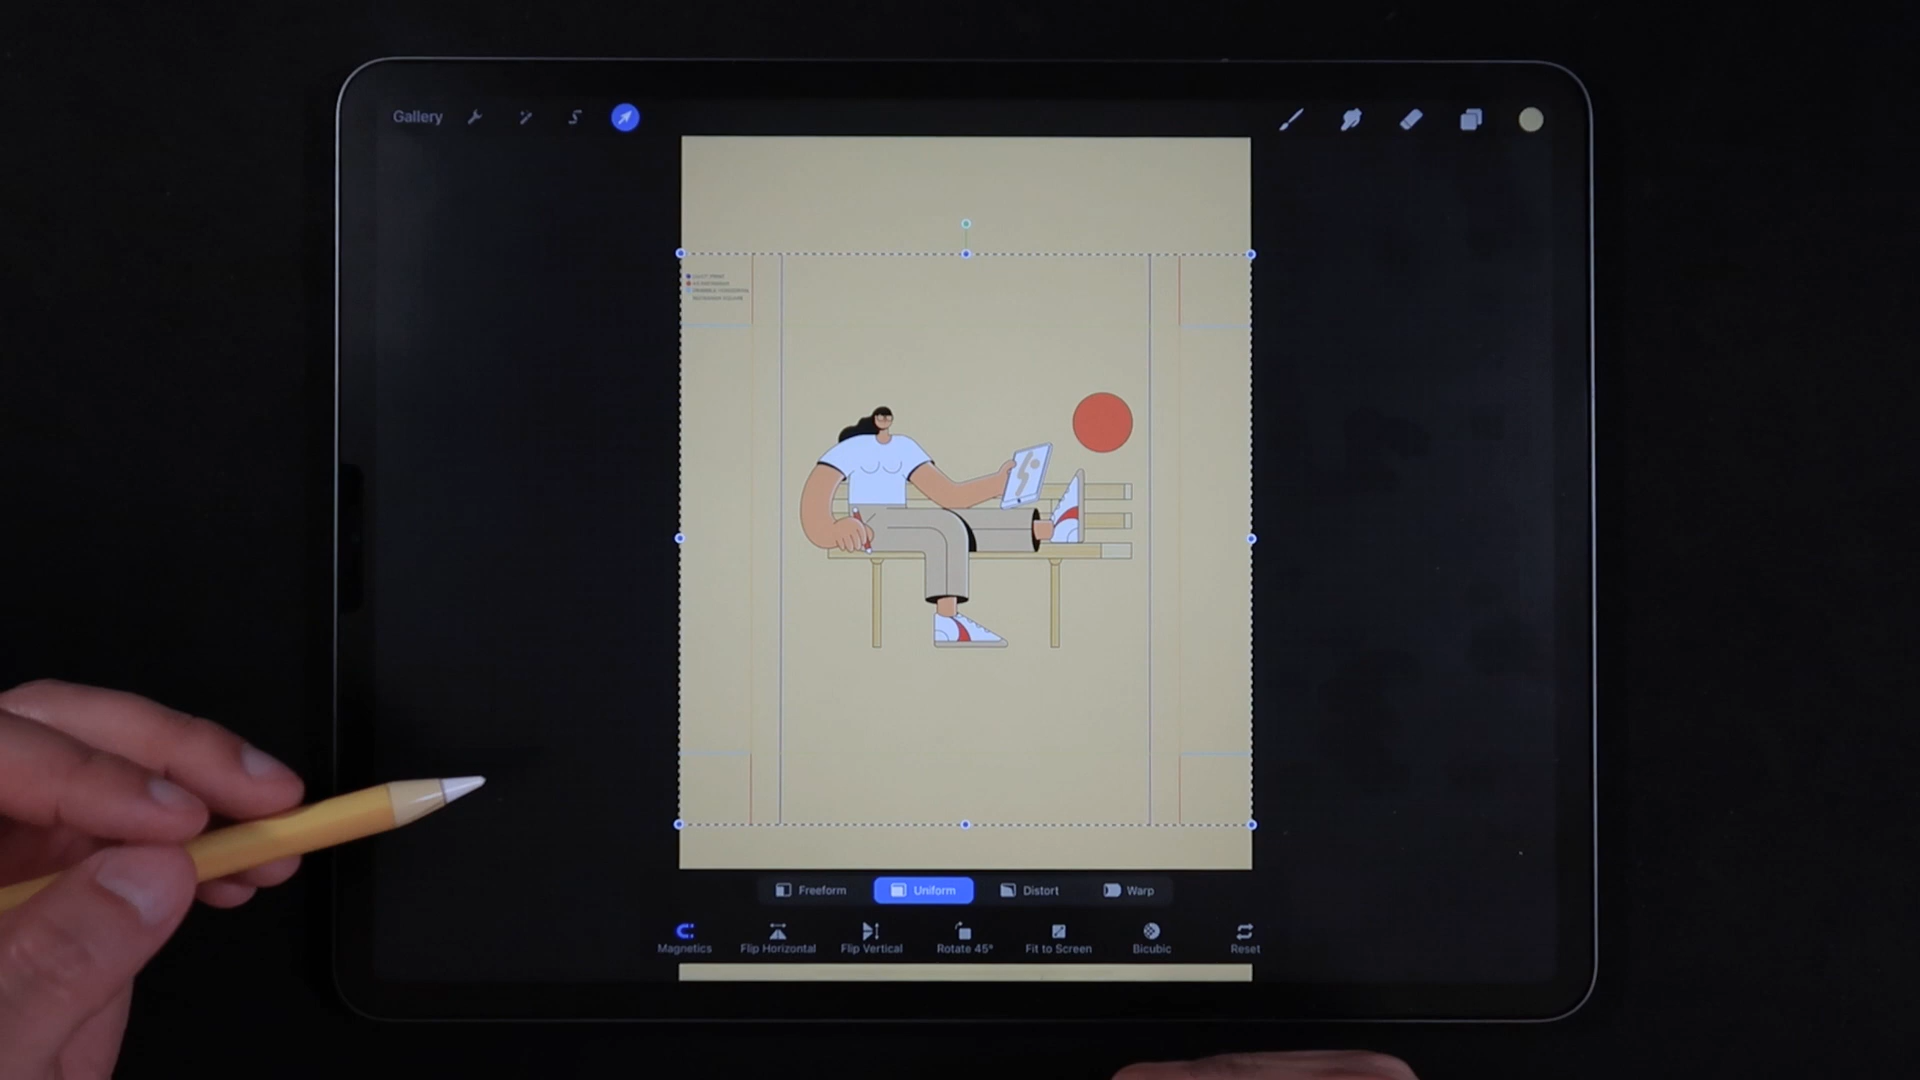 Gallery
Freeform
Uniform
Distort
Warp
Magnetics
Flip Horizontal
Flip Vertical
Rotate 45°
Fit to Screen
Bicubic
Reset